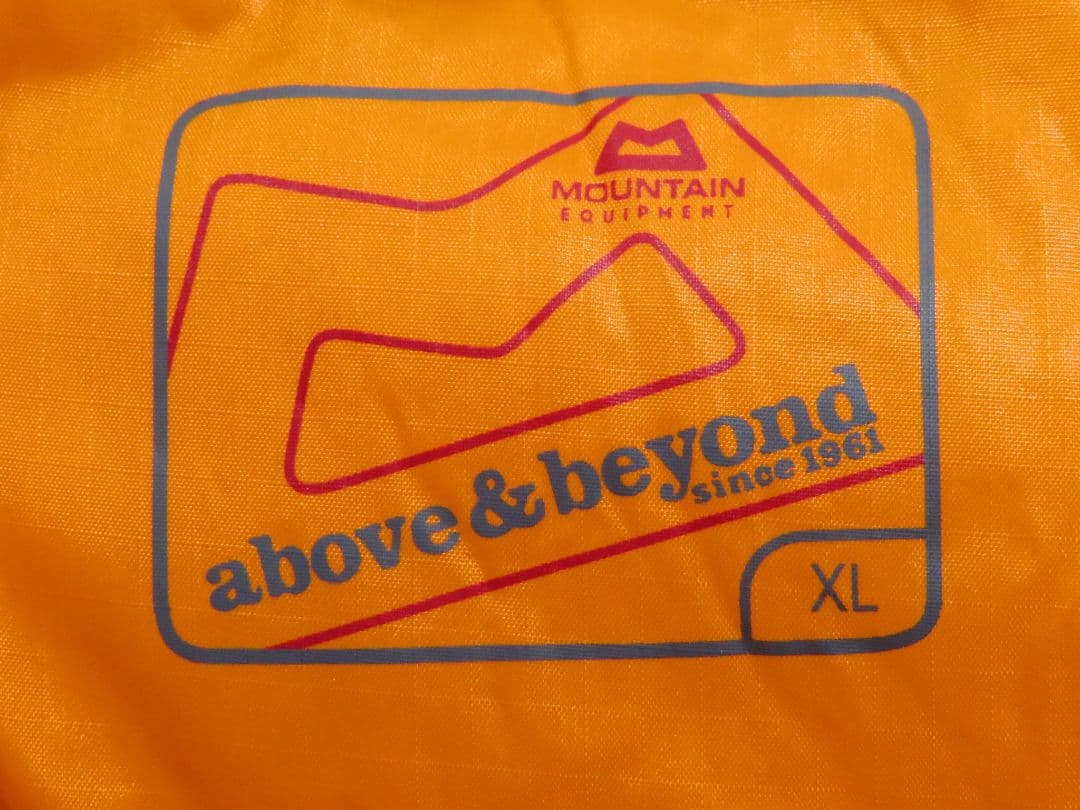 MOUNTAIN
EQUIPMENT
above & beyond
since 1961
XL